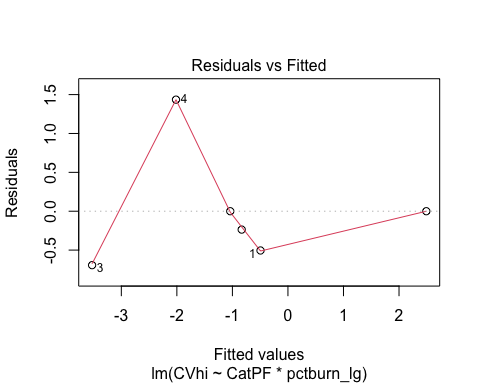 Residuals vs Fitted
Residuals
1.5
1.0
0.5
0.0
-0.5
4
1
3
-3 -2 -1 0 1 2
Fitted values
lm(CVhi ~ CatPF * pctburn_lg)